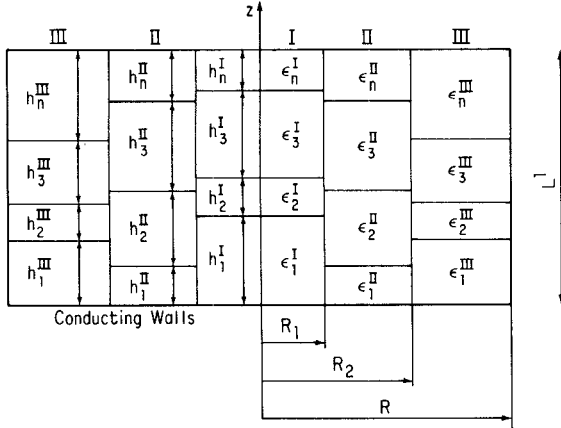 z
III II I II III
h_n^III h_n^II h_n^I ϵ_n^I ϵ_n^II ϵ_n^III
h_3^III h_3^II h_3^I ϵ_3^I ϵ_3^II ϵ_3^III
h_2^III h_2^II h_2^I ϵ_2^I ϵ_2^II ϵ_2^III
h_1^III h_1^II h_1^I ϵ_1^I ϵ_1^II ϵ_1^III
L^1
Conducting Walls
R_1
R_2
R